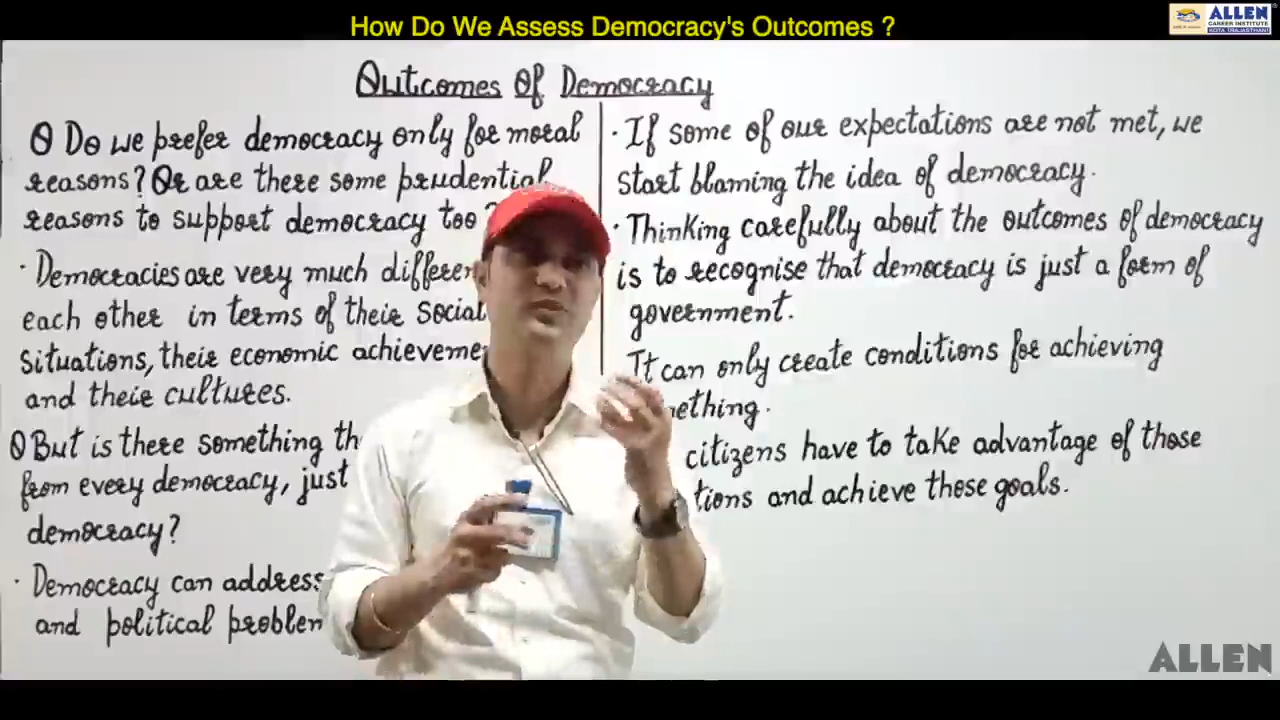 How Do We Assess Democracy's Outcomes ?
ALLEN
CAREER INSTITUTE
KOTA (RAJASTHAN)
Outcomes Of Democracy
Q Do we prefer democracy only for moral
reasons? Or are there some prudential
reasons to support democracy too?
· Democracies are very much differen
each other in terms of their social
situations, their economic achieveme
and their cultures.
Q But is there something th
from every democracy, just
democracy?
· Democracy can address
and political problem
· If some of our expectations are not met, we
start blaming the idea of democracy.
· Thinking carefully about the outcomes of democracy
is to recognise that democracy is just a form of
government.
It can only create conditions for achieving
mething.
citizens have to take advantage of those
tions and achieve those goals.
ALLEN